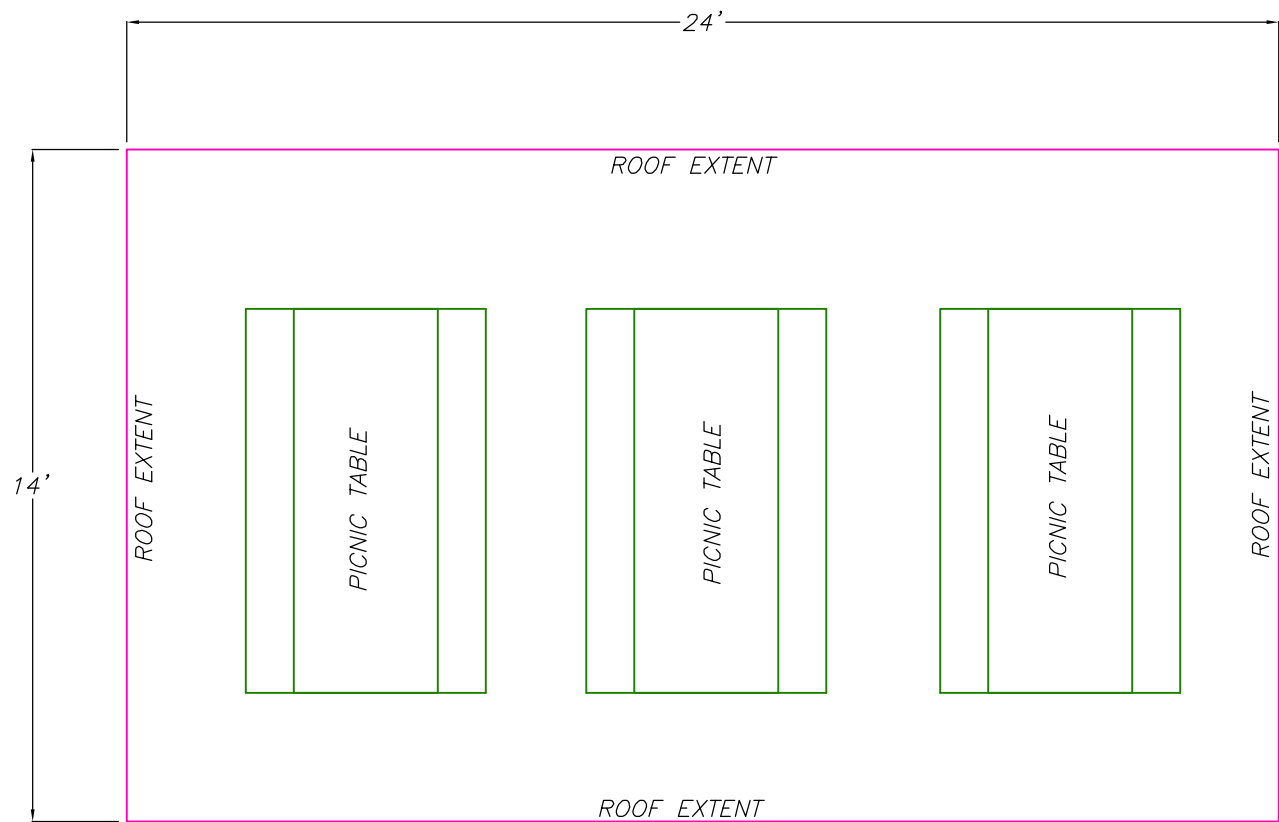 24'
ROOF EXTENT
14'
ROOF EXTENT
PICNIC TABLE
PICNIC TABLE
PICNIC TABLE
ROOF EXTENT
ROOF EXTENT